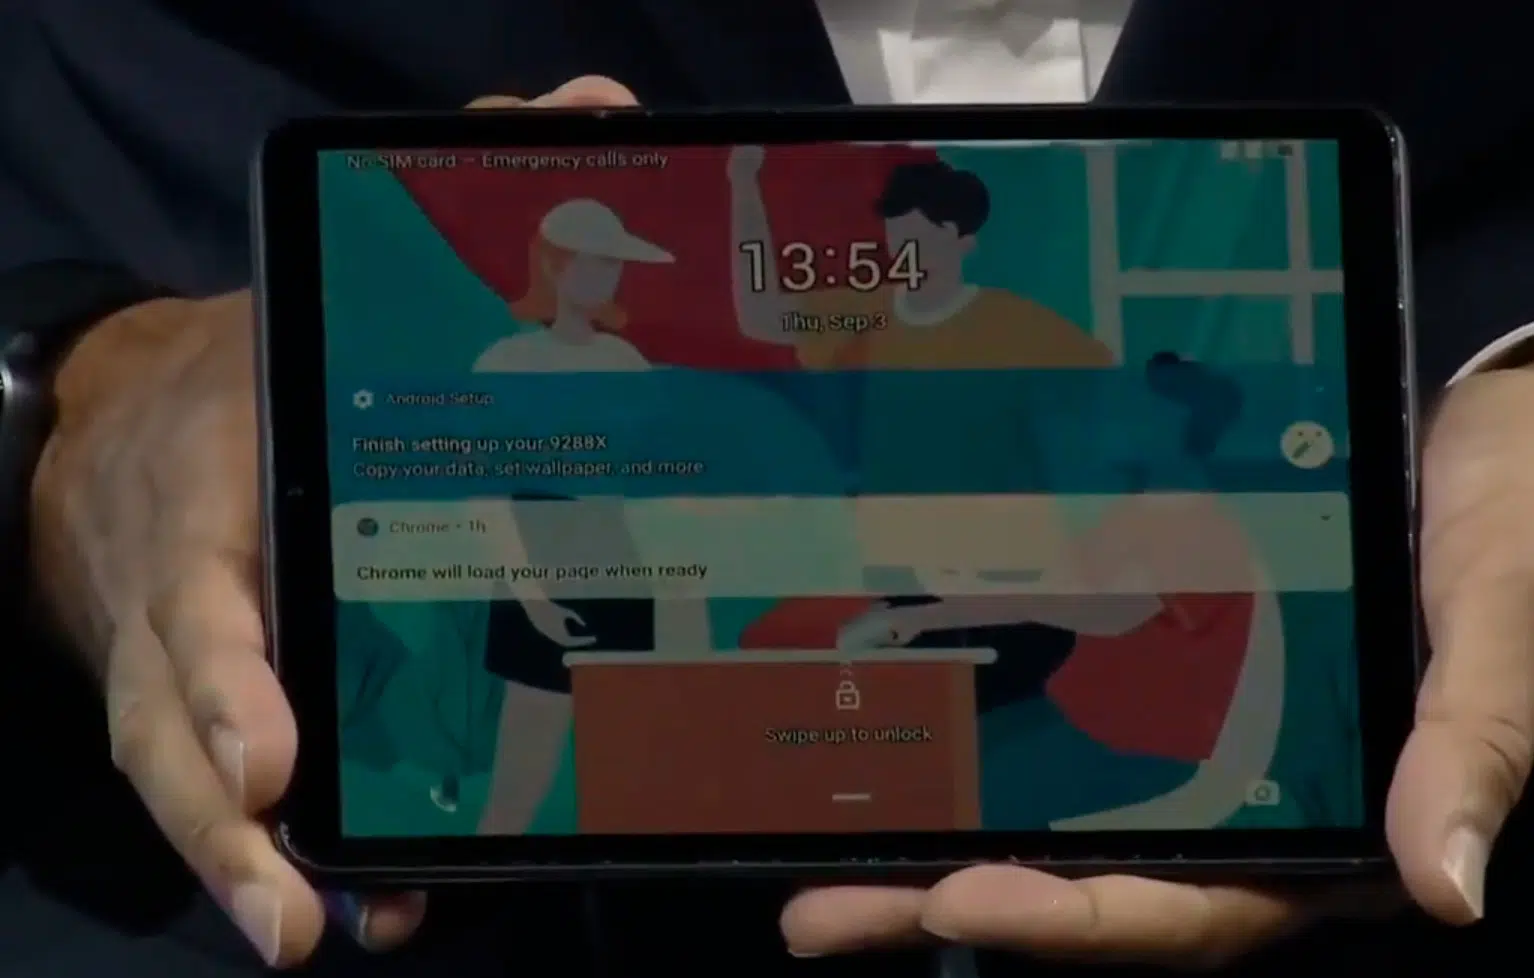 No SIM card — Emergency calls only
13:54
Thu, Sep 3
Android Setup
Finish setting up your 9288X
Copy your data, set wallpaper, and more
Chrome • 1h
Chrome will load your page when ready
Swipe up to unlock